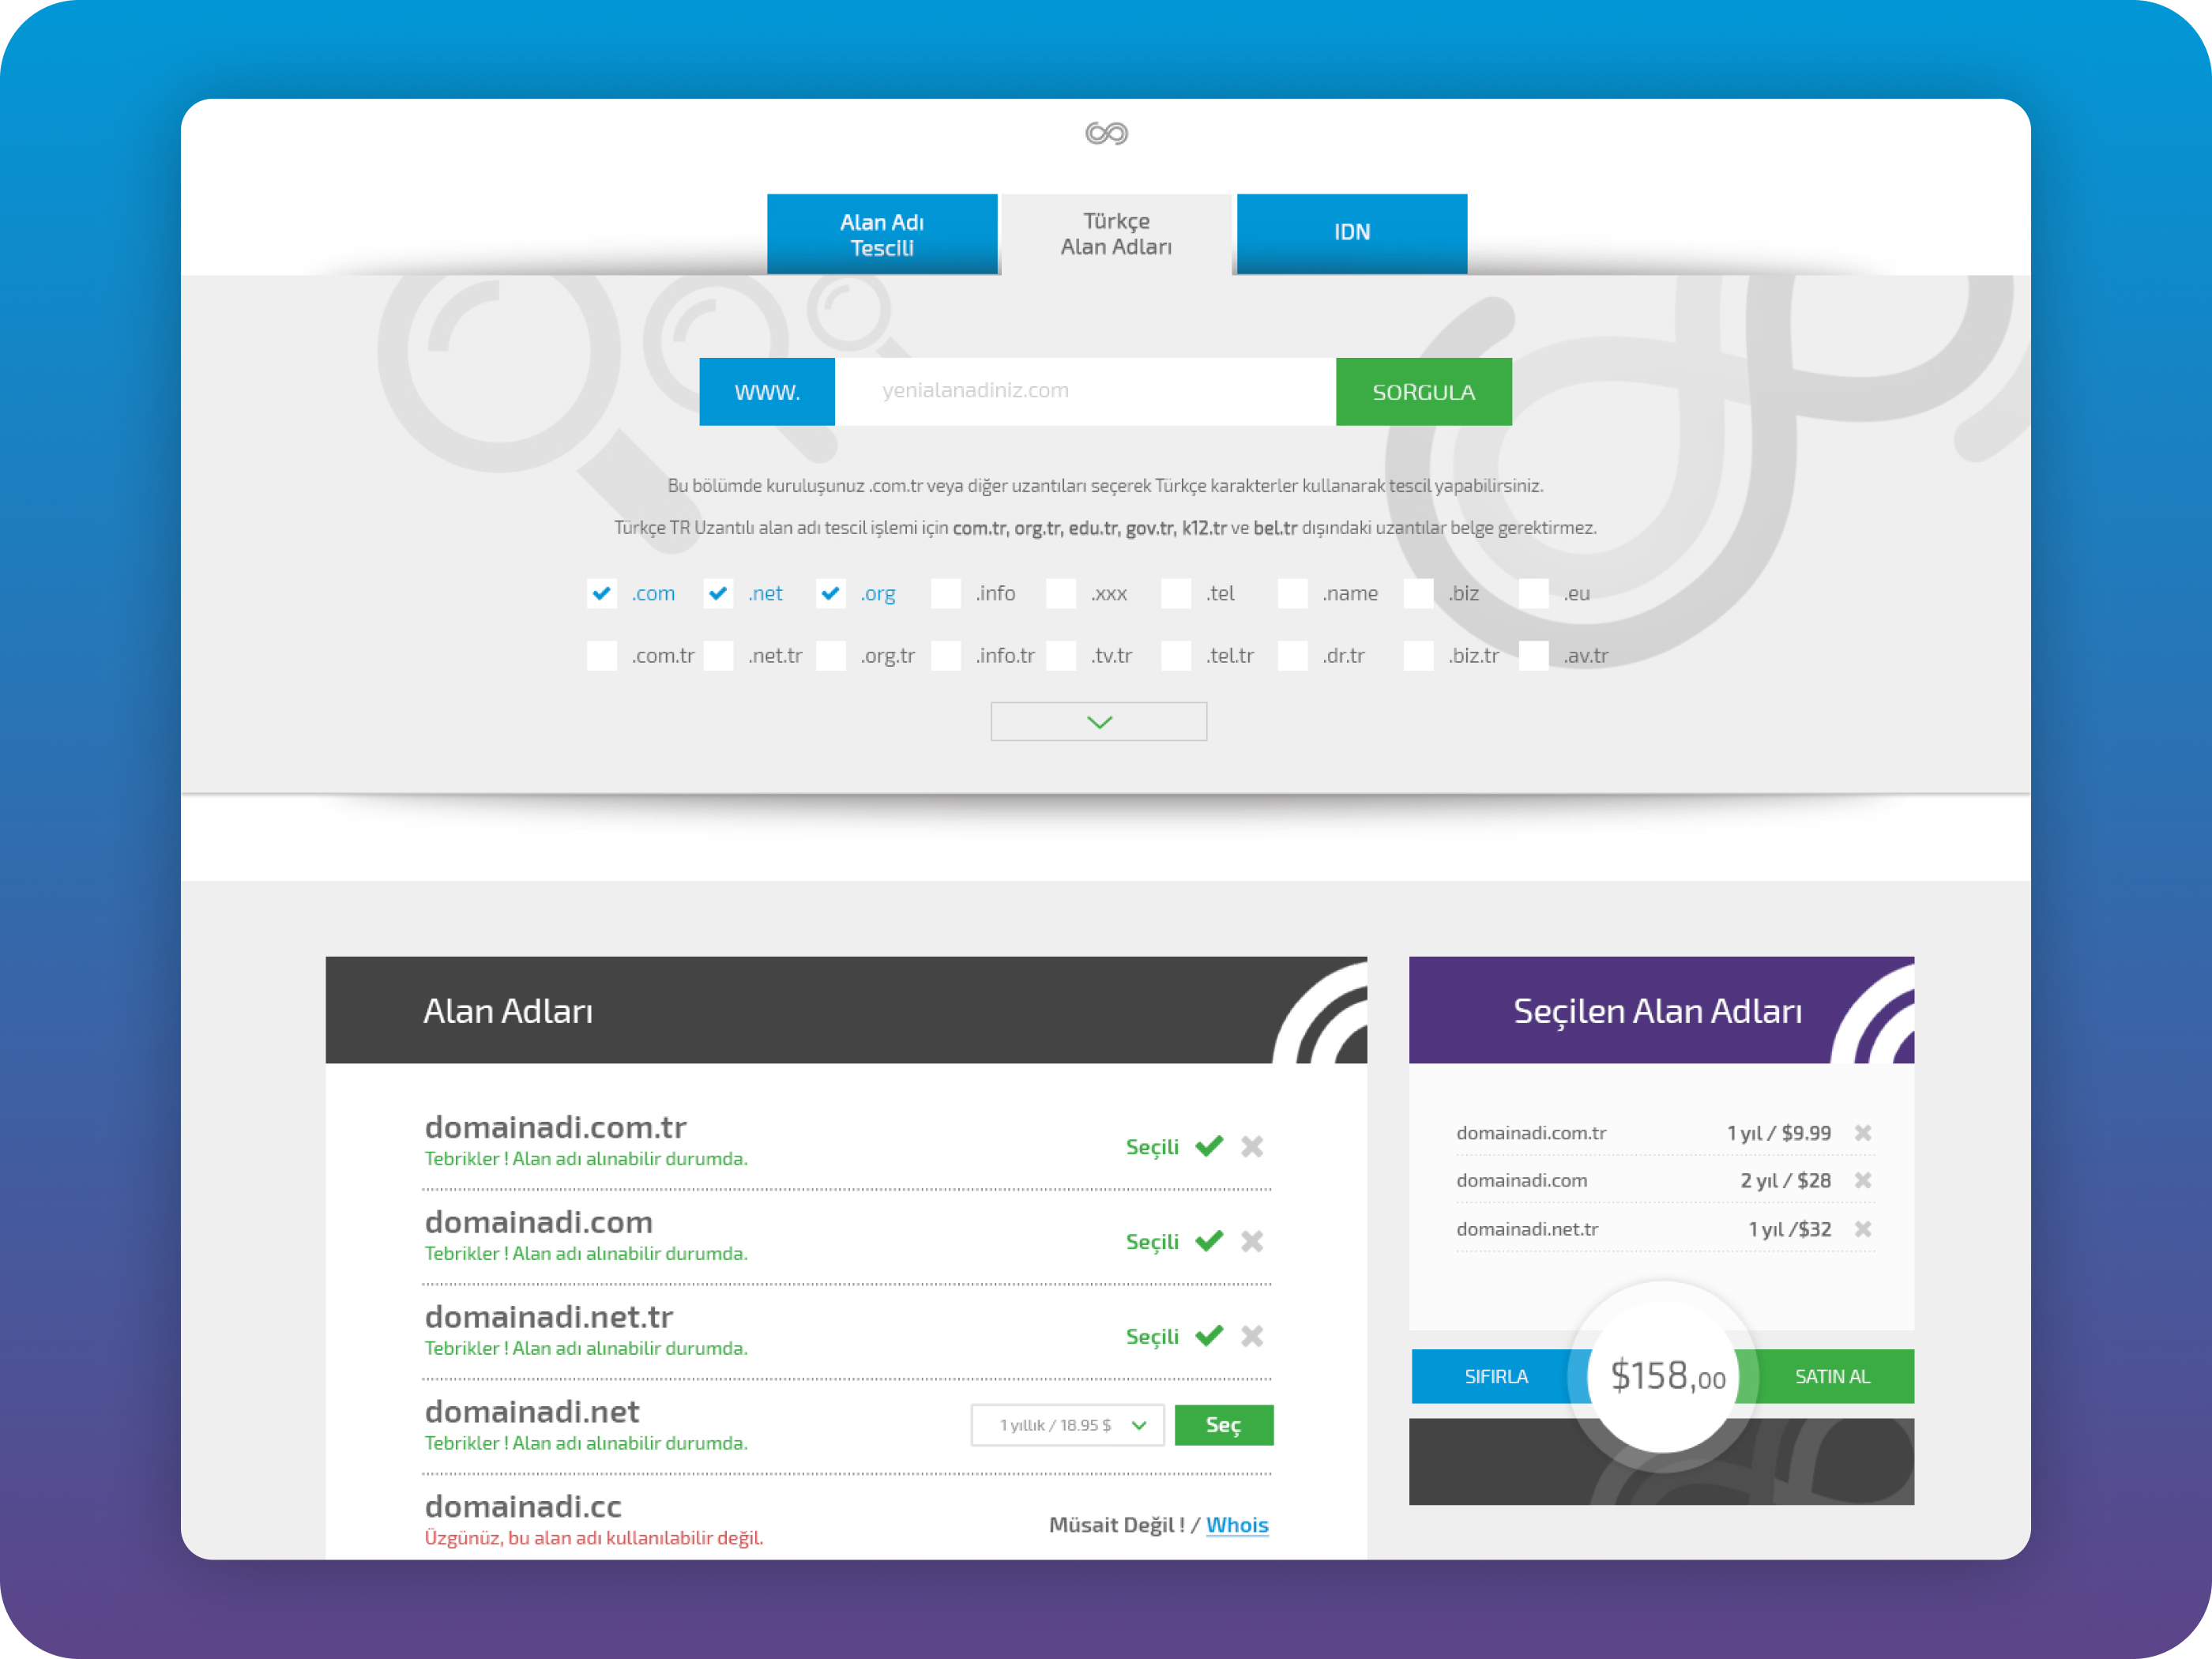 Alan Adı
Tescili
Türkçe
Alan Adları
IDN
WWW.
yenialanadiniz.com
SORGULA
Bu bölümde kuruluşunuz .com.tr veya diğer uzantıları seçerek Türkçe karakterler kullanarak tescil yapabilirsiniz.
Türkçe TR Uzantılı alan adı tescil işlemi için com.tr, org.tr, edu.tr, gov.tr, k12.tr ve bel.tr dışındaki uzantılar belge gerektirmez.
.com .net .org .info .xxx .tel .name .biz .eu
.com.tr .net.tr .org.tr .info.tr .tv.tr .tel.tr .dr.tr .biz.tr .av.tr
Alan Adları
domainadi.com.tr
Tebrikler ! Alan adı alınabilir durumda.
Seçili
domainadi.com
Tebrikler ! Alan adı alınabilir durumda.
Seçili
domainadi.net.tr
Tebrikler ! Alan adı alınabilir durumda.
Seçili
domainadi.net
Tebrikler ! Alan adı alınabilir durumda.
1 yıllık / 18.95 $
Seç
domainadi.cc
Üzgünüz, bu alan adı kullanılabilir değil.
Müsait Değil ! / Whois
Seçilen Alan Adları
domainadi.com.tr 1 yıl / $9.99
domainadi.com 2 yıl / $28
domainadi.net.tr 1 yıl /$32
SIFIRLA
$158,00
SATIN AL